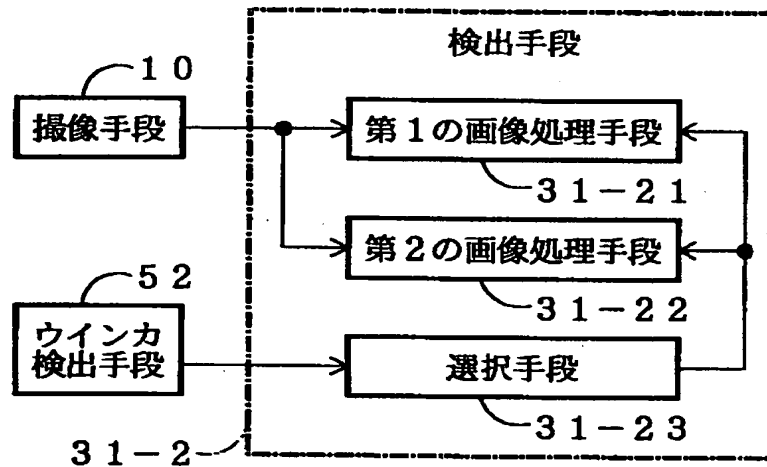 検出手段
10
撮像手段
第1の画像処理手段
31-21
第2の画像処理手段
31-22
52
ウインカ
検出手段
選択手段
31-23
31-2